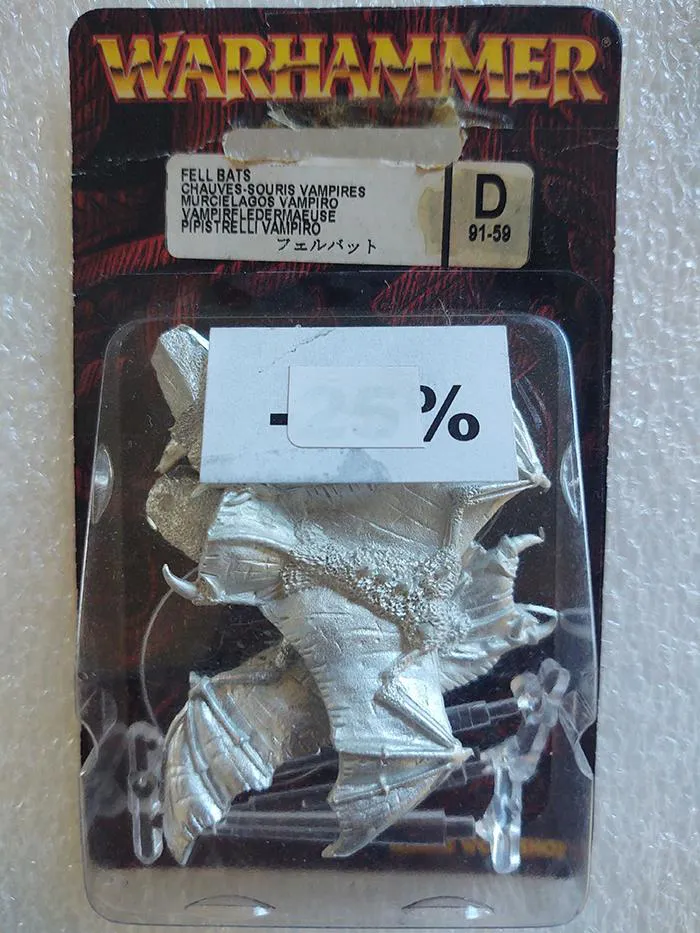 WARHAMMER®
FELL BATS
CHAUVES-SOURIS VAMPIRES
MURCIELAGOS VAMPIRO
VAMPIRFLEDERMAEUSE
PIPISTRELLI VAMPIRO
フェルバット
D
91-59
-25%